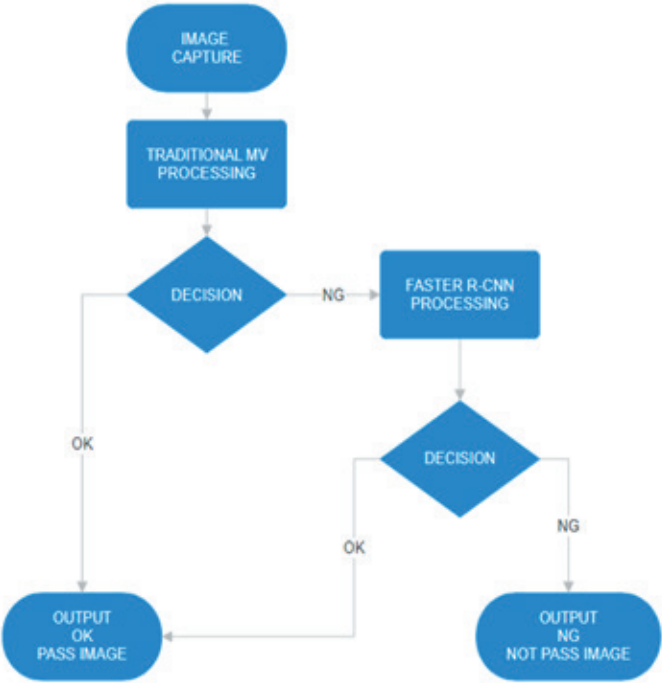 IMAGE
CAPTURE
TRADITIONAL MV
PROCESSING
DECISION
NG
FASTER R-CNN
PROCESSING
OK
DECISION
OK
NG
OUTPUT
OK
PASS IMAGE
OUTPUT
NG
NOT PASS IMAGE